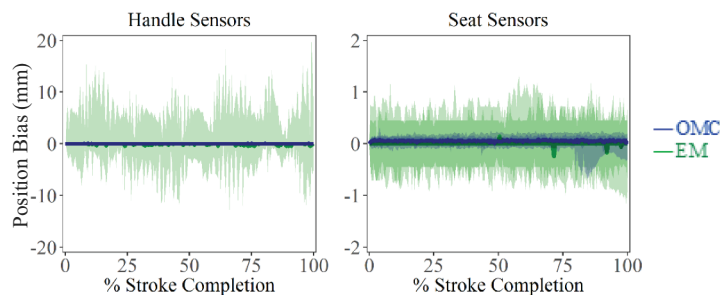 Handle Sensors
Seat Sensors
Position Bias (mm)
20
10
0
-10
-20
0
25
50
75
100
% Stroke Completion
2
1
0
-1
-2
0
25
50
75
100
% Stroke Completion
OMC
EM